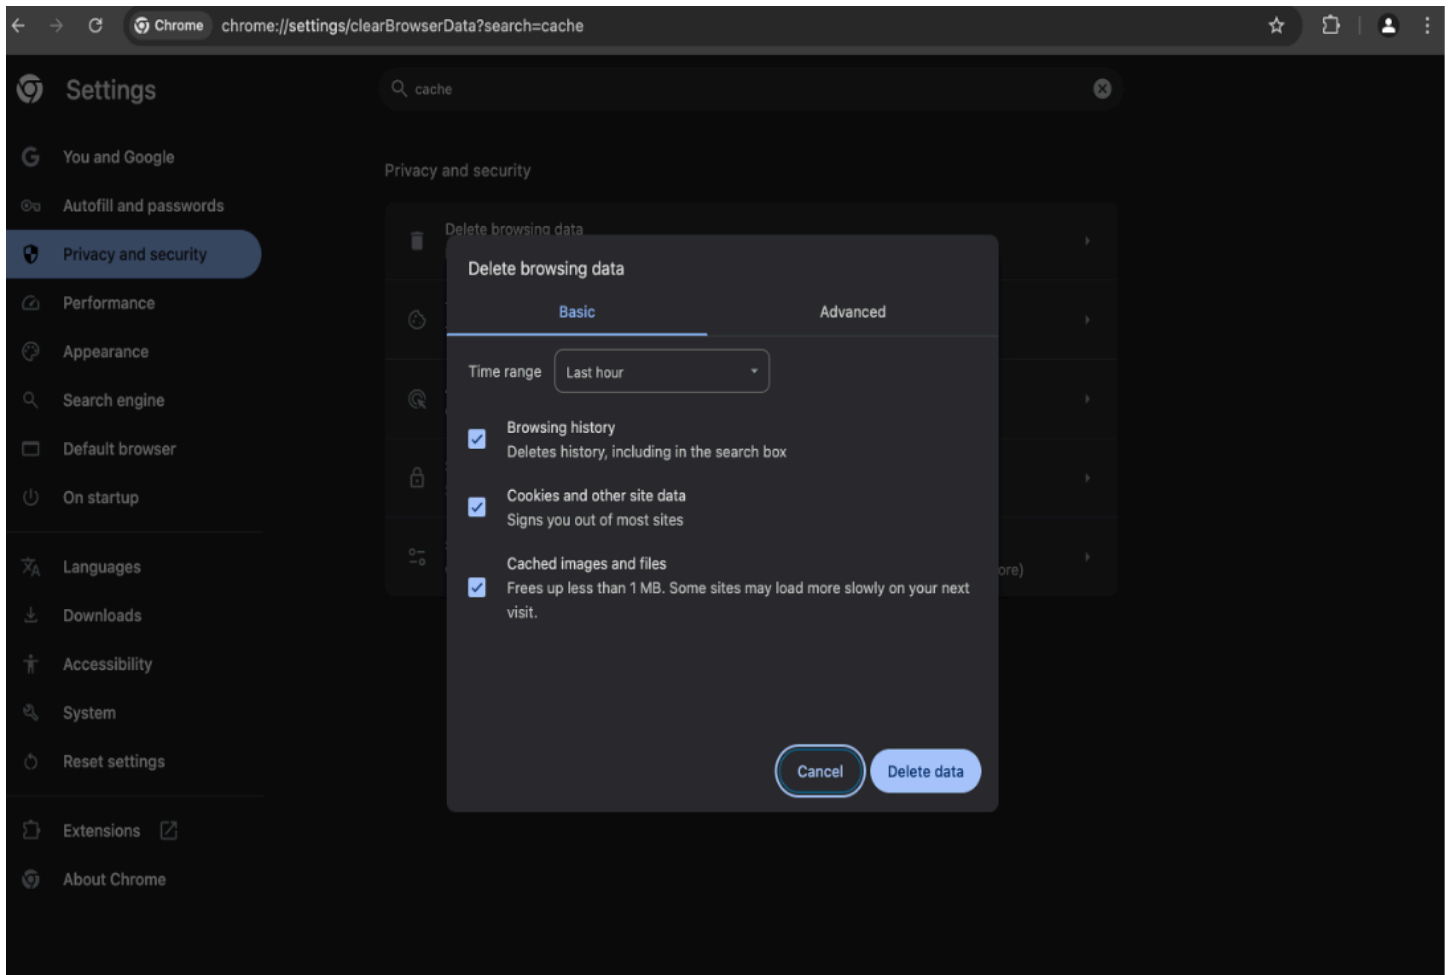 Chrome chrome://settings/clearBrowserData?search=cache
Settings
cache
You and Google
Autofill and passwords
Privacy and security
Performance
Appearance
Search engine
Default browser
On startup
Languages
Downloads
Accessibility
System
Reset settings
Extensions
About Chrome
Privacy and security
Delete browsing data
Delete browsing data
Basic Advanced
Time range Last hour
Browsing history
Deletes history, including in the search box
Cookies and other site data
Signs you out of most sites
Cached images and files
Frees up less than 1 MB. Some sites may load more slowly on your next
visit.
Cancel Delete data